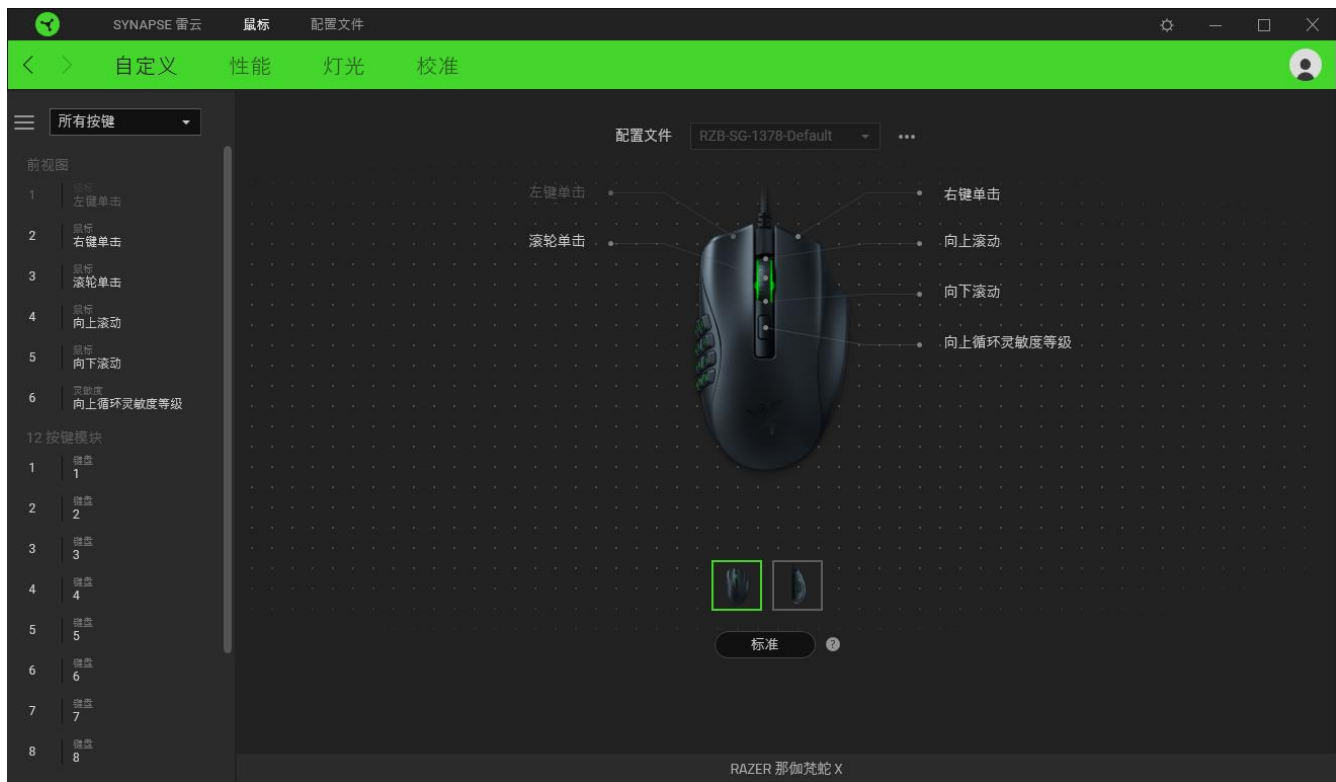 SYNAPSE 雷云 鼠标 配置文件
自定义 性能 灯光 校准
所有按键
配置文件 RZB-SG-1378-Default
前视图
1 鼠标
左键单击
2 鼠标
右键单击
3 鼠标
滚轮单击
4 鼠标
向上滚动
5 鼠标
向下滚动
6 灵敏度
向上循环灵敏度等级
12 按键模块
1 键盘
1
2 键盘
2
3 键盘
3
4 键盘
4
5 键盘
5
6 键盘
6
7 键盘
7
8 键盘
8
左键单击
滚轮单击
右键单击
向上滚动
向下滚动
向上循环灵敏度等级
标准 ?
RAZER 那伽梵蛇 X